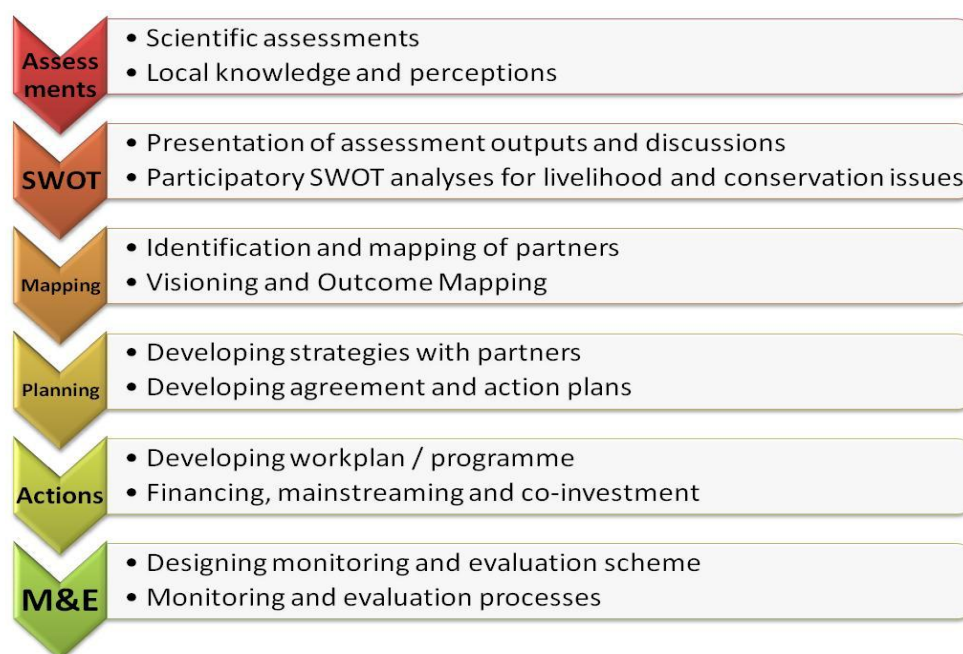 Assess
ments
• Scientific assessments
• Local knowledge and perceptions
SWOT
• Presentation of assessment outputs and discussions
• Participatory SWOT analyses for livelihood and conservation issues
Mapping
• Identification and mapping of partners
• Visioning and Outcome Mapping
Planning
• Developing strategies with partners
• Developing agreement and action plans
Actions
• Developing workplan / programme
• Financing, mainstreaming and co-investment
M&E
• Designing monitoring and evaluation scheme
• Monitoring and evaluation processes